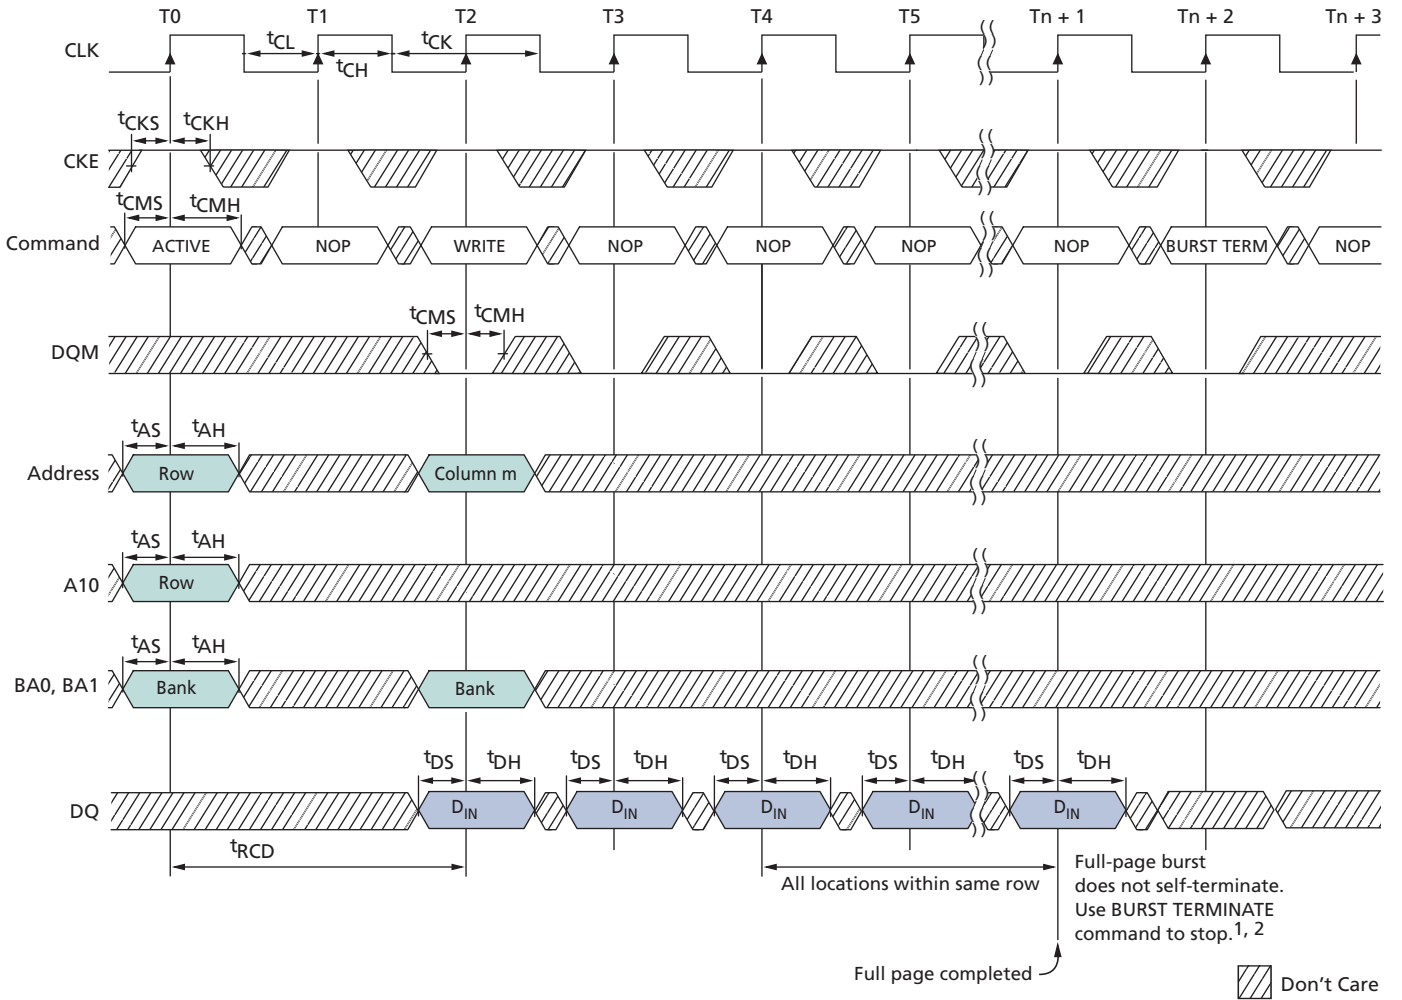 T0 T1 T2 T3 T4 T5 Tn + 1 Tn + 2 Tn + 3
CLK tCL tCH tCK
tCKS tCKH
CKE
tCMS tCMH
Command ACTIVE NOP WRITE NOP NOP NOP NOP BURST TERM NOP
tCMS tCMH
DQM
tAS tAH
Address Row Column m
tAS tAH
A10 Row
tAS tAH
BA0, BA1 Bank Bank
tDS tDH tDS tDH tDS tDH tDS tDH tDS tDH
DQ DIN DIN DIN DIN DIN
tRCD
All locations within same row
Full-page burst
does not self-terminate.
Use BURST TERMINATE
command to stop.1, 2
Full page completed
Don't Care